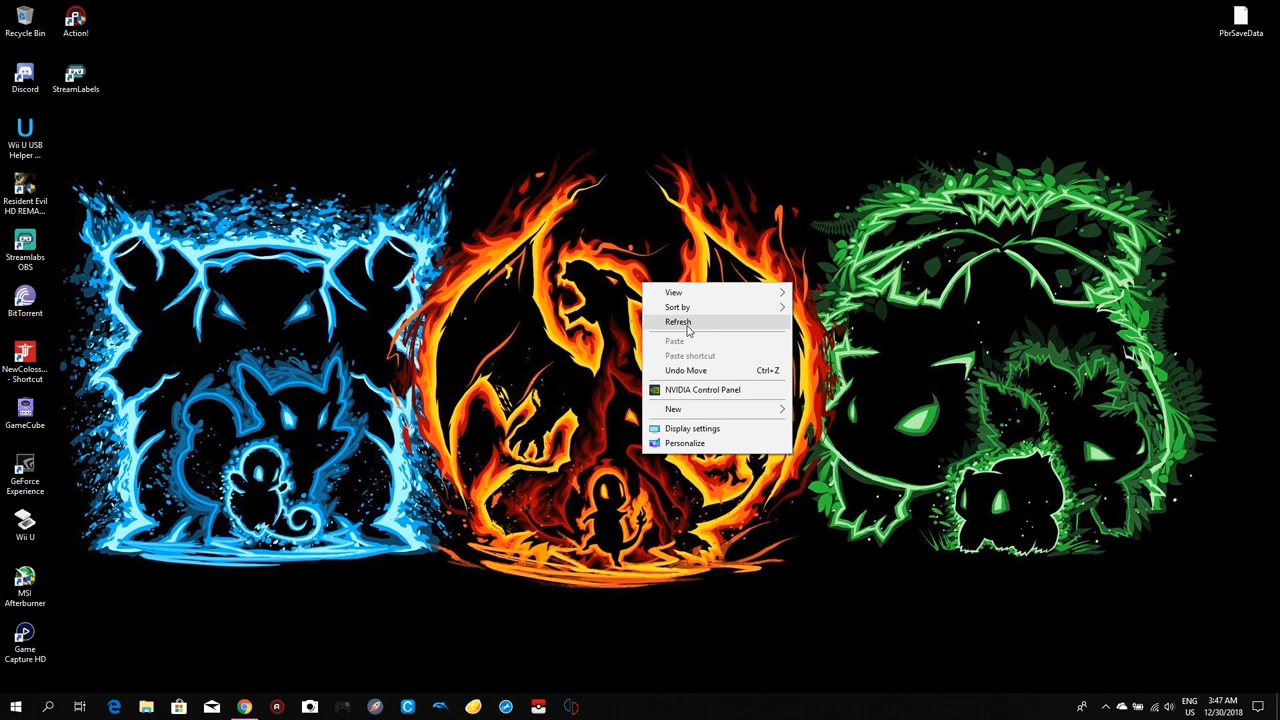 Recycle Bin
Action!
PbrSaveData
Discord
StreamLabels
Wii U USB
Helper ...
Resident Evil
HD REMA...
Streamlabs
OBS
BitTorrent
NewColoss...
- Shortcut
GameCube
GeForce
Experience
Wii U
MSI
Afterburner
Game
Capture HD
View
Sort by
Refresh
Paste
Paste shortcut
Undo Move Ctrl+Z
NVIDIA Control Panel
New
Display settings
Personalize
ENG
US
3:47 AM
12/30/2018